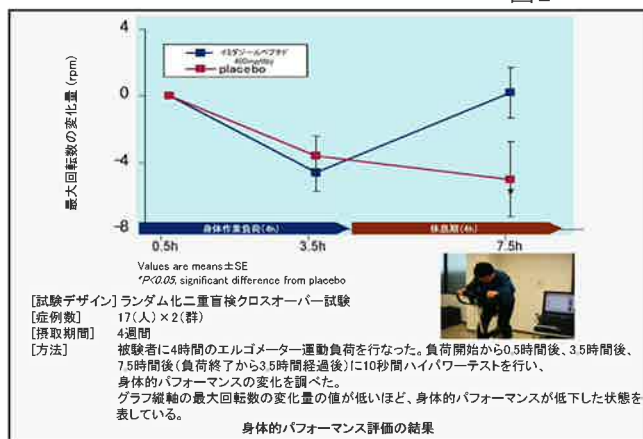 4
0
-4
-8
最大回転数の変化量 (rpm)
イミダゾールペプチド
400mg/day
placebo
身体作業負荷(4h)
休息期(4h)
*
0.5h
3.5h
7.5h
Values are means±SE
*P<0.05, significant difference from placebo
[試験デザイン] ランダム化二重盲検クロスオーバー試験
[症例数] 17(人)×2(群)
[摂取期間] 4週間
[方法] 被験者に4時間のエルゴメーター運動負荷を行なった。負荷開始から0.5時間後、3.5時間後、
7.5時間後(負荷終了から3.5時間経過後)に10秒間ハイパワーテストを行い、
身体的パフォーマンスの変化を調べた。
グラフ縦軸の最大回転数の変化量の値が低いほど、身体的パフォーマンスが低下した状態を
表している。
身体的パフォーマンス評価の結果